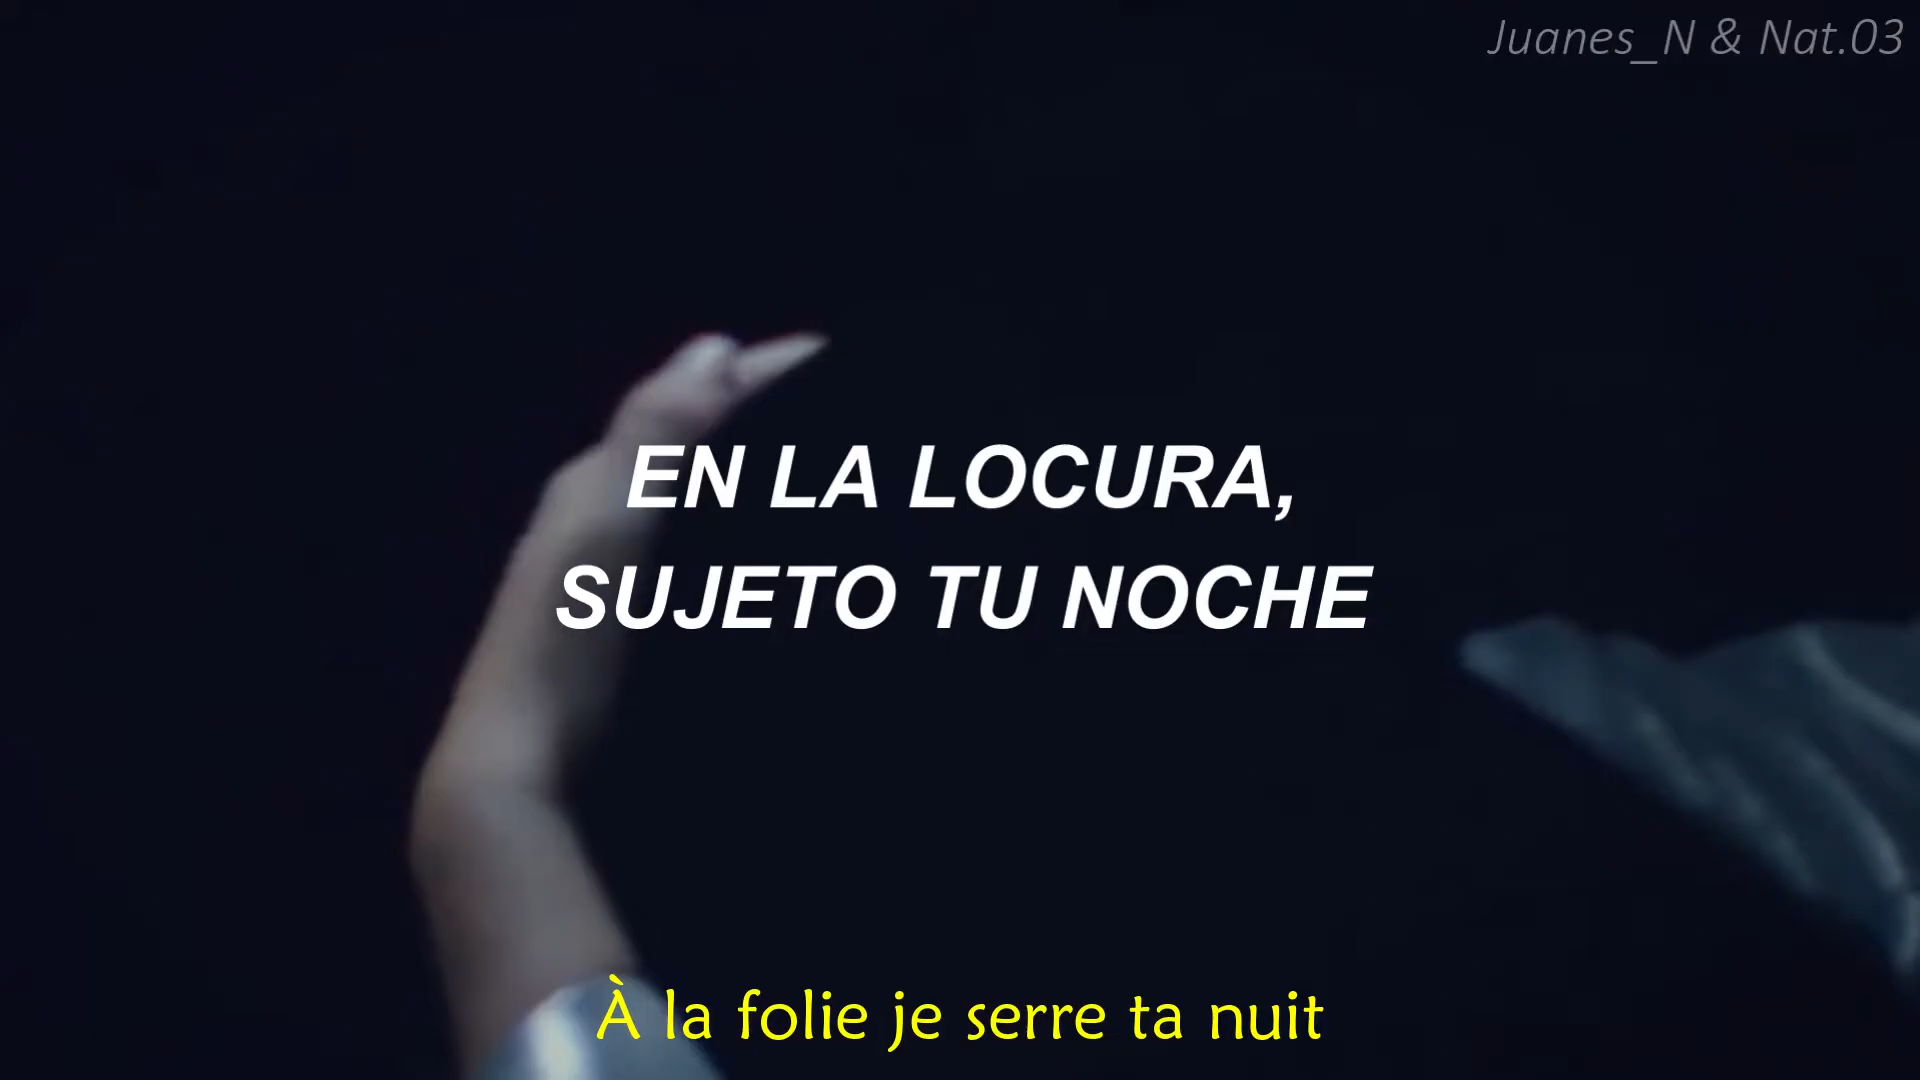 Juanes_N & Nat.03
EN LA LOCURA,
SUJETO TU NOCHE
À la folie je serre ta nuit